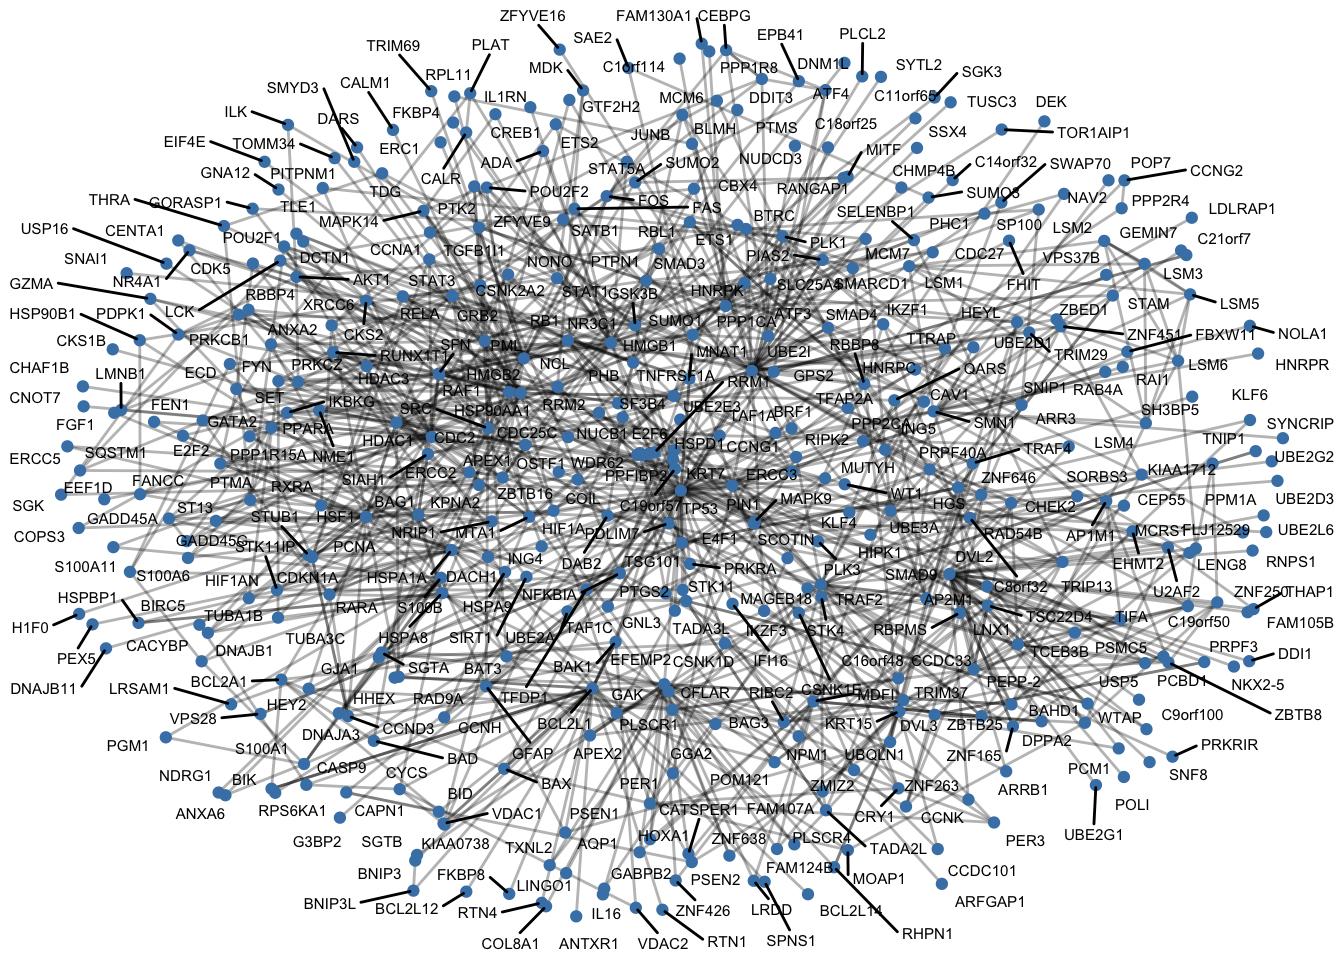 ZFYVE16
FAM130A1
CEBPG
SAE2
EPB41
PLCL2
TRIM69
PLAT
C1orf114
PPP1R8
DNM1L
SYTL2
SGK3
SMYD3
CALM1
RPL11
MDK
MCM6
DDIT3
ATF4
C11orf65
TUSC3
DEK
ILK
DARS
FKBP4
IL1RN
GTF2H2
JUNB
BLMH
PTMS
C18orf25
SSX4
TOR1AIP1
EIF4E
TOMM34
ERC1
CREB1
ETS2
NUDCD3
MITF
C14orf32
SWAP70
POP7
CCNG2
GNA12
PITPNM1
TDG
CALR
ADA
STAT5A
SUMO2
CBX4
RANGAP1
CHMP4B
SUMO3
NAV2
PPP2R4
THRA
GORASP1
TLE1
MAPK14
PTK2
POU2F2
FOS
FAS
BTRC
SELENBP1
PHC1
SP100
LSM2
GEMIN7
LDLRAP1
USP16
CENTA1
POU2F1
CCNA1
TGFB1I1
ZFYVE9
SATB1
RBL1
ETS1
PLK1
MCM7
CDC27
VPS37B
C21orf7
SNAI1
NR4A1
CDK5
DCTN1
AKT1
STAT3
NONO
PTPN1
SMAD3
PIAS2
SMARCD1
LSM1
FHIT
STAM
LSM3
GZMA
LCK
RBBP4
XRCC6
RELA
CSNK2A2
STAT1
GSK3B
HNRPK
SLC25A4
IKZF1
HEYL
ZBED1
LSM5
HSP90B1
PDPK1
PRKCB1
ANXA2
CKS2
GRB2
RB1
NR3C1
SUMO1
PPP1CA
ATF3
SMAD4
TTRAP
UBE2D1
ZNF451
FBXW11
NOLA1
CKS1B
ECD
FYN
PRKCZ
RUNX1T1
SFN
PML
NCL
HMGB1
MNAT1
UBE2I
RBBP8
HNRPC
QARS
TRIM29
RAI1
LSM6
HNRPR
CHAF1B
LMNB1
SET
HDAC3
HMGB2
PHB
TNFRSF1A
RRM1
GPS2
SNIP1
RAB4A
CNOT7
FEN1
GATA2
IKBKG
RAF1
HSP90AA1
RRM2
SF3B4
UBE2E3
TAF1A
BRF1
TFAP2A
CAV1
SMN1
ARR3
SH3BP5
KLF6
FGF1
PPARA
SRC
CDC25C
NUCB1
E2F6
PPP2CA
ING5
SYNCRIP
ERCC5
SQSTM1
E2F2
PPP1R15A
NME1
HDAC1
CDC2
HSPD1
CCNG1
RIPK2
PRPF40A
TRAF4
LSM4
TNIP1
UBE2G2
EEF1D
FANCC
PTMA
RXRA
SIAH1
ERCC2
APEX1
OSTF1
WDR62
PPFIBP2
KRT7
ERCC3
MUTYH
ZNF646
SORBS3
KIAA1712
SGK
ST13
STUB1
BAG1
KPNA2
ZBTB16
COIL
C19orf57
TP53
PIN1
MAPK9
WT1
HGS
CHEK2
CEP55
PPM1A
UBE2D3
COPS3
GADD45A
GADD45G
STK11IP
HSF1
PCNA
NRIP1
MTA1
HIF1A
PDLIM7
E4F1
SCOTIN
KLF4
UBE3A
RAD54B
AP1M1
MCRS1
FLJ12529
UBE2L6
S100A11
S100A6
HIF1AN
CDKN1A
HSPA1A
DACH1
ING4
DAB2
TSG101
PRKRA
PLK3
HIPK1
DVL2
EHMT2
LENG8
RNPS1
HSPBP1
BIRC5
TUBA1B
RARA
S100B
HSPA9
NFKBIA
PTGS2
STK11
MAGEB18
TRAF2
SMAD9
AP2M1
C8orf32
TRIP13
U2AF2
ZNF250
THAP1
H1F0
CACYBP
DNAJB1
TUBA3C
HSPA8
SIRT1
UBE2A
TAF1C
GNL3
TADA3L
IKZF3
STK4
RBPMS
LNX1
TSC22D4
TIFA
C19orf50
FAM105B
PEX5
GJA1
SGTA
BAT3
BAK1
EFEMP2
CSNK1D
IFI16
C16orf48
CCDC33
TCEB3B
PSMC5
PRPF3
DDI1
DNAJB11
LRSAM1
BCL2A1
HHEX
RAD9A
TFDP1
GAK
CFLAR
RIBC2
CSNK1E
MDFI
TRIM37
PEPP-2
USP5
PCBD1
NKX2-5
VPS28
HEY2
DNAJA3
CCND3
CCNH
BCL2L1
PLSCR1
BAG3
KRT15
DVL3
ZBTB25
BAHD1
WTAP
C9orf100
ZBTB8
PGM1
S100A1
BAD
GFAP
APEX2
GGA2
NPM1
UBQLN1
ZNF165
DPPA2
PRKRIR
NDRG1
BIK
CASP9
CYCS
BAX
PER1
POM121
ZMIZ2
ZNF263
ARRB1
PCM1
SNF8
ANXA6
RPS6KA1
CAPN1
BID
VDAC1
PSEN1
CATSPER1
FAM107A
CRY1
CCNK
POLI
G3BP2
SGTB
KIAA0738
TXNL2
AQP1
HOXA1
ZNF638
PLSCR4
TADA2L
PER3
UBE2G1
BNIP3
FKBP8
LINGO1
GABPB2
PSEN2
FAM124B
MOAP1
CCDC101
BNIP3L
BCL2L12
RTN4
IL16
ZNF426
LRDD
BCL2L14
ARFGAP1
COL8A1
ANTXR1
VDAC2
RTN1
SPNS1
RHPN1